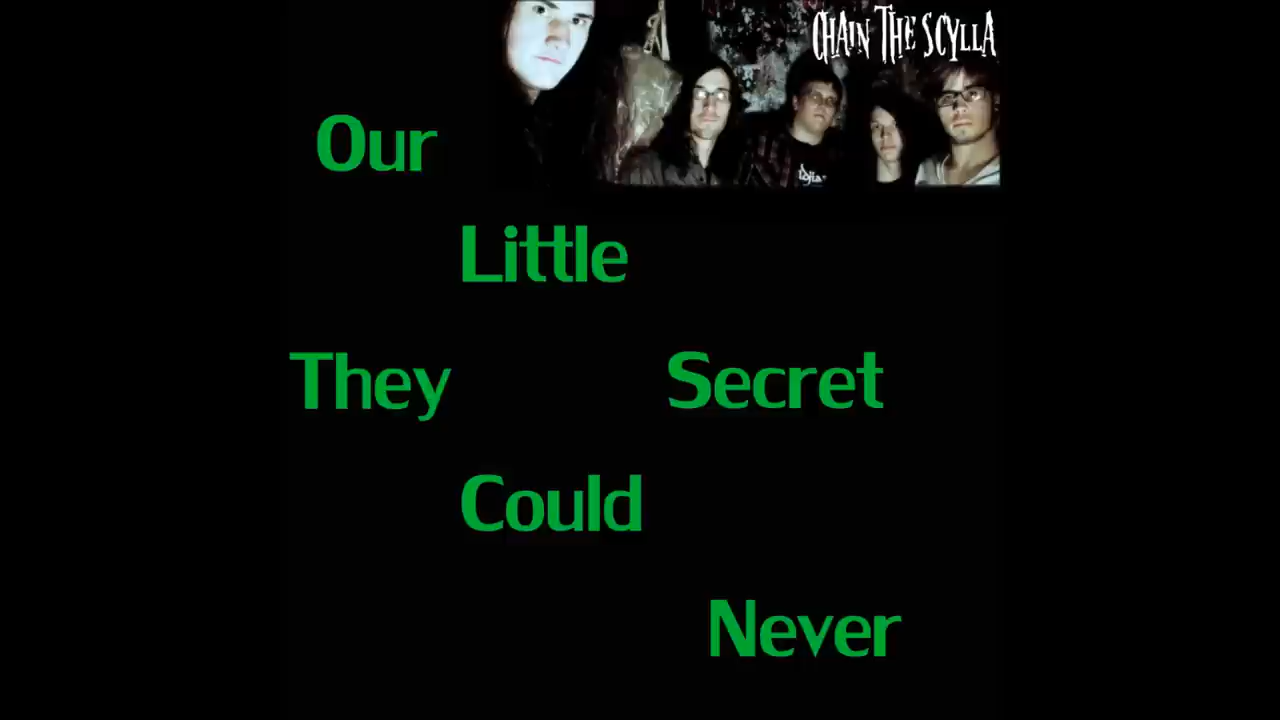 CHAIN THE SCYLLA
Our
Little
They Secret
Could
Never